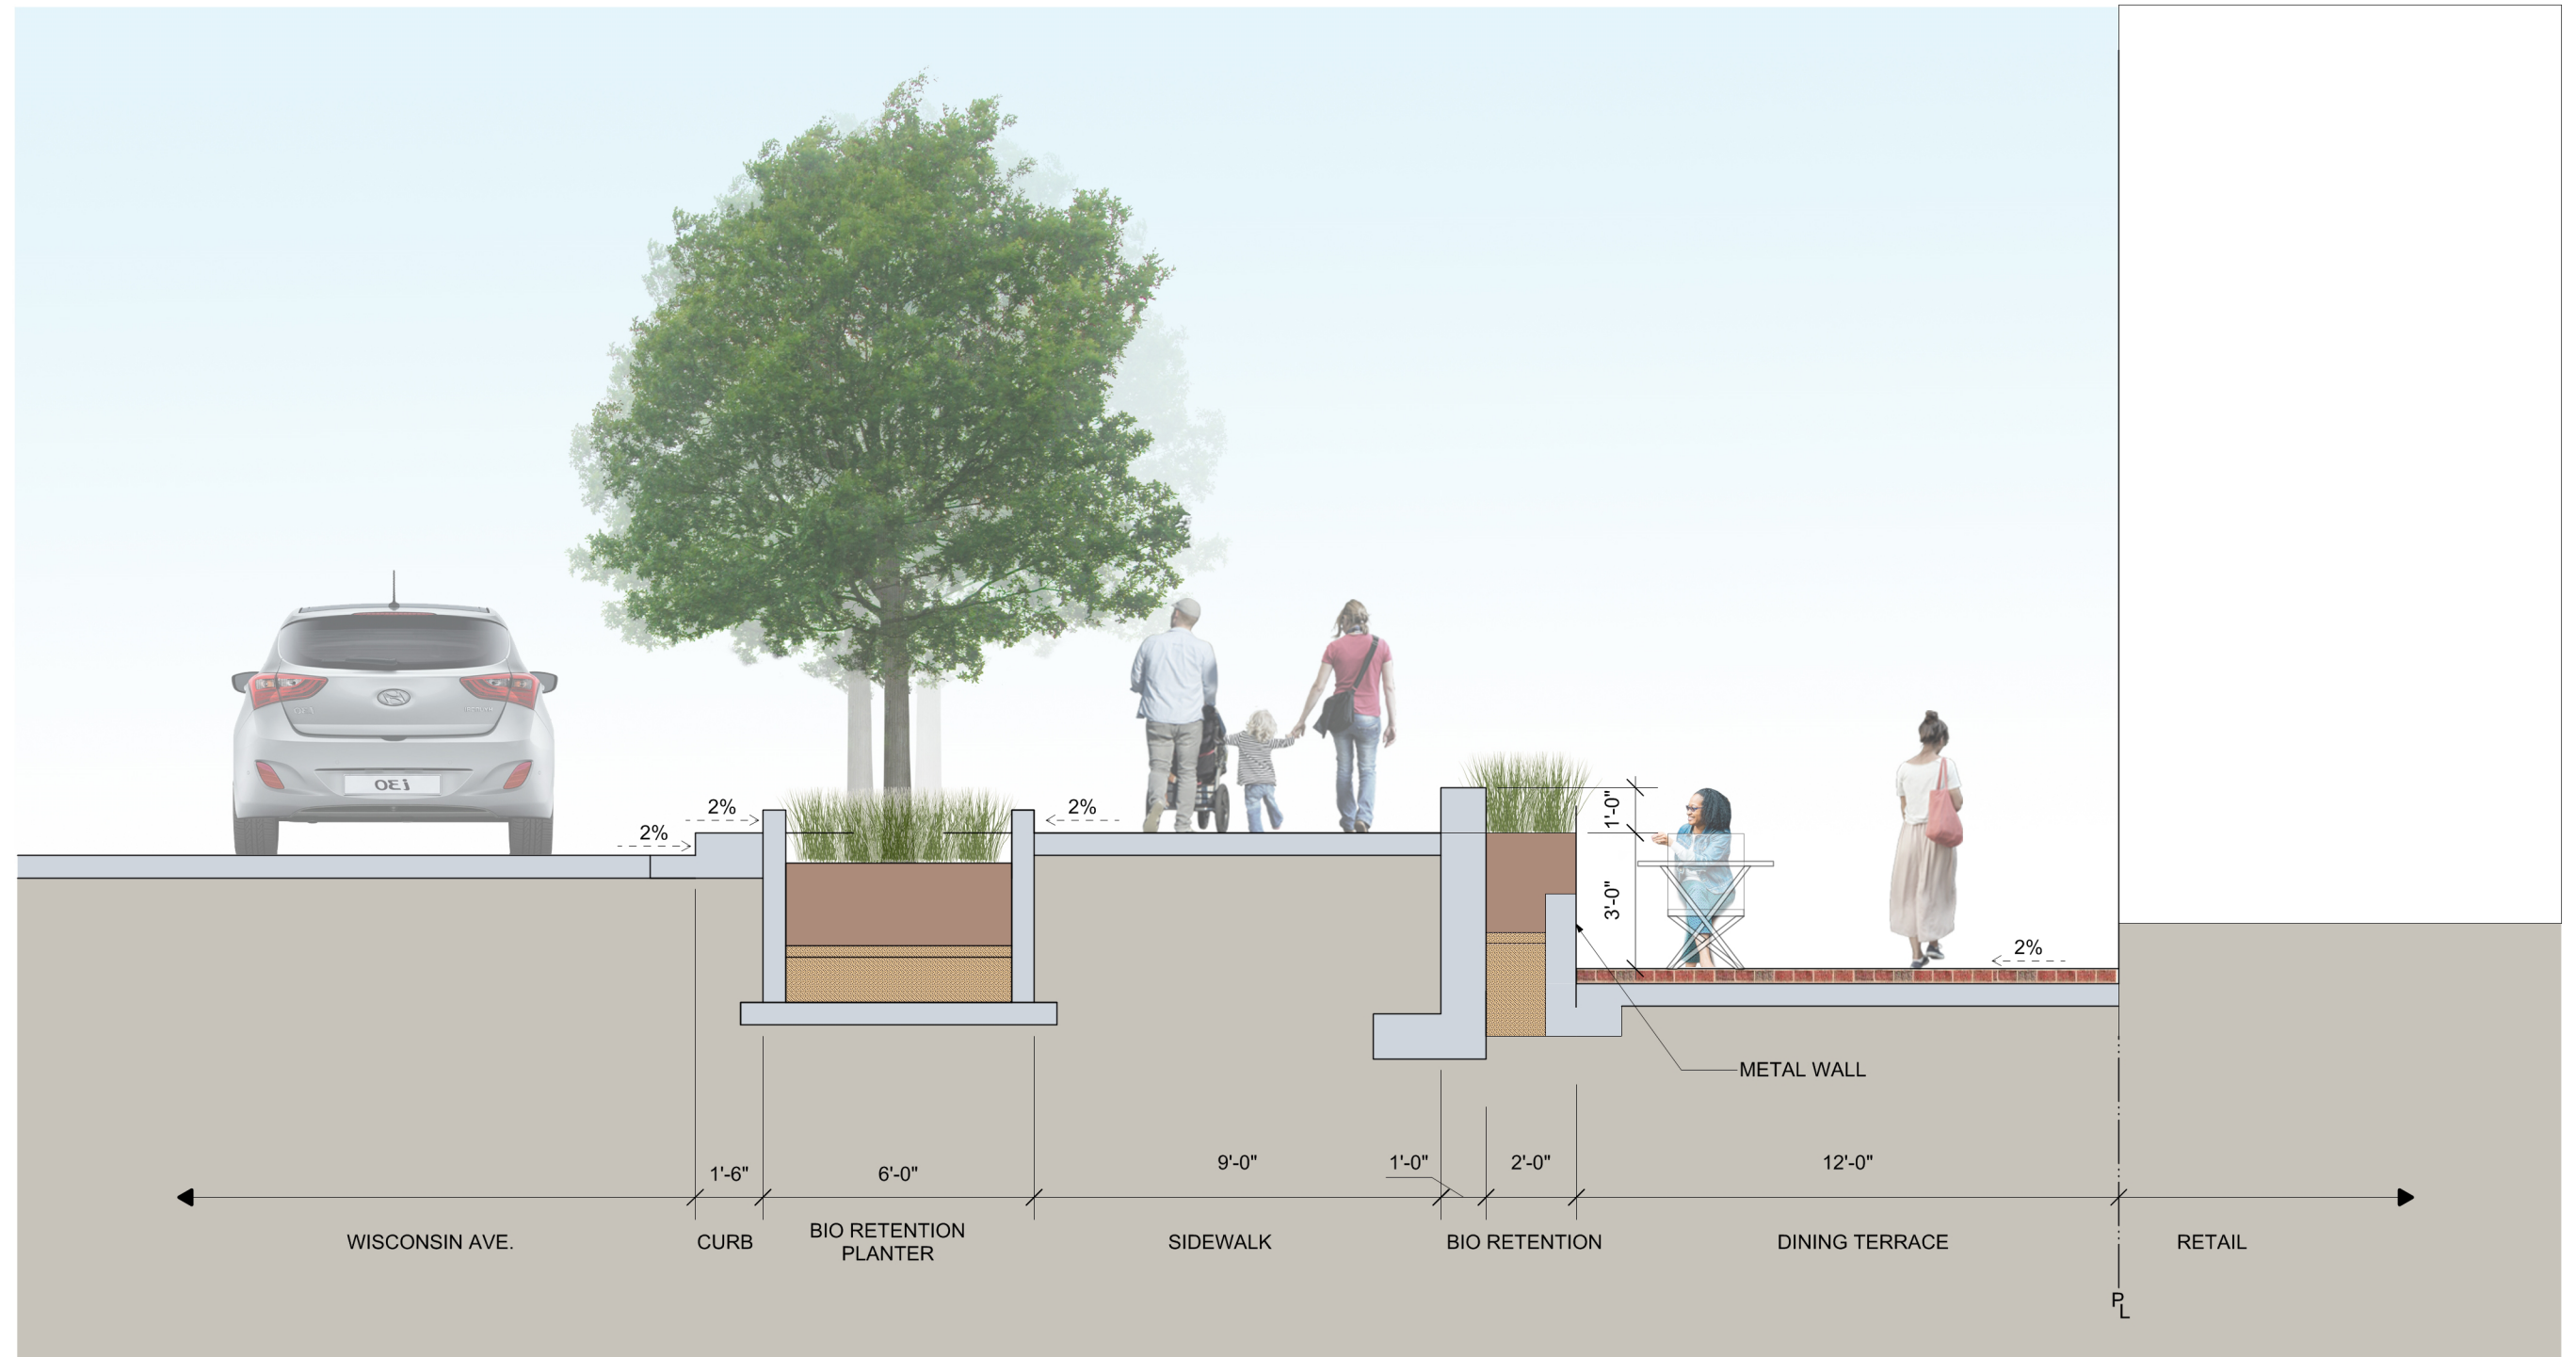 2%
2%
2%
1'-0"
3'-0"
2%
METAL WALL
1'-6"
6'-0"
9'-0"
1'-0"
2'-0"
12'-0"
WISCONSIN AVE.
CURB
BIO RETENTION
PLANTER
SIDEWALK
BIO RETENTION
DINING TERRACE
RETAIL
PL